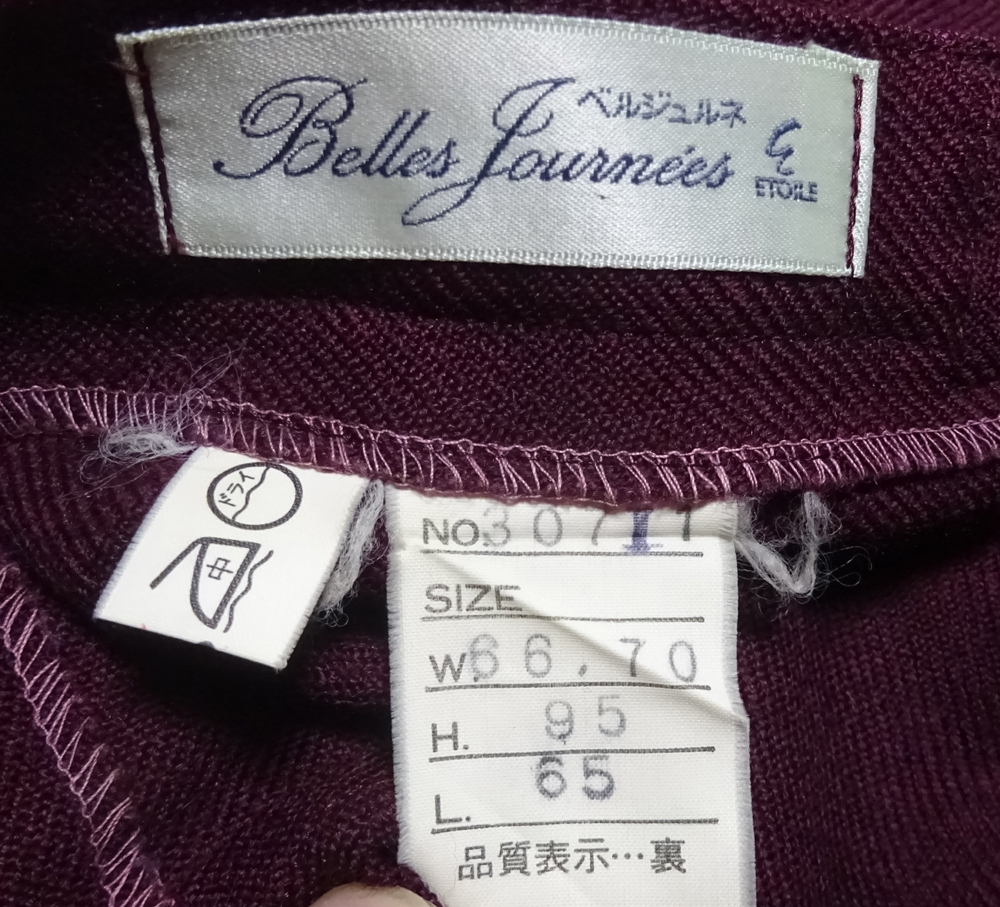 ベルジュルネ
Belles Journées
ETOILE
ドライ
中
NO.30711
SIZE
W.66.70
H. 95
L. 65
品質表示…裏